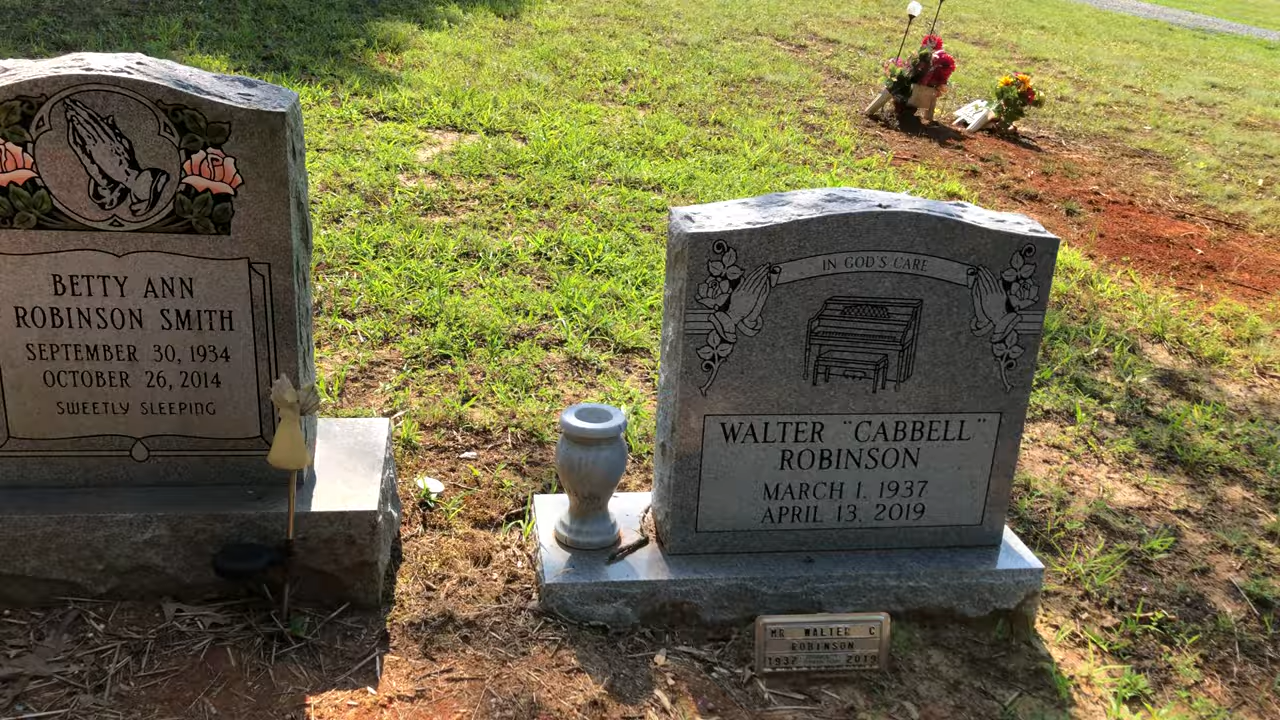 BETTY ANN
ROBINSON SMITH
SEPTEMBER 30, 1934
OCTOBER 26, 2014
SWEETLY SLEEPING
IN GOD'S CARE
WALTER "CABBELL"
ROBINSON
MARCH 1, 1937
APRIL 13, 2019
MR WALTER C
ROBINSON
1937 2019